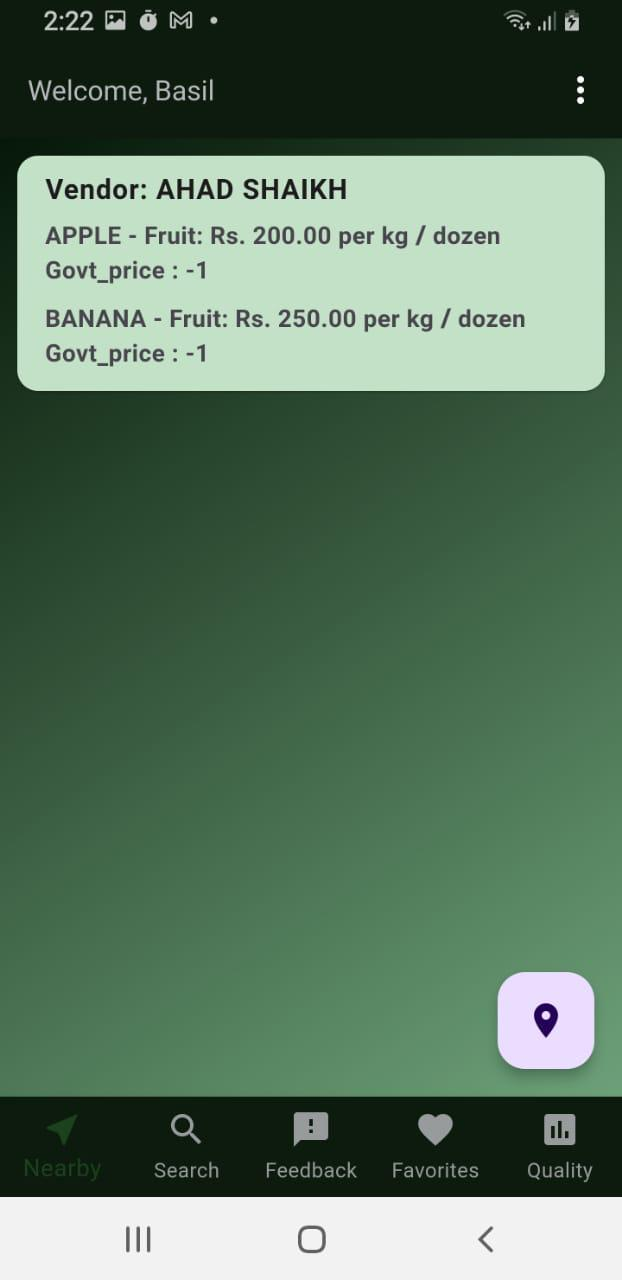 2:22
Welcome, Basil
Vendor: AHAD SHAIKH
APPLE - Fruit: Rs. 200.00 per kg / dozen
Govt_price : -1
BANANA - Fruit: Rs. 250.00 per kg / dozen
Govt_price : -1
Nearby Search Feedback Favorites Quality